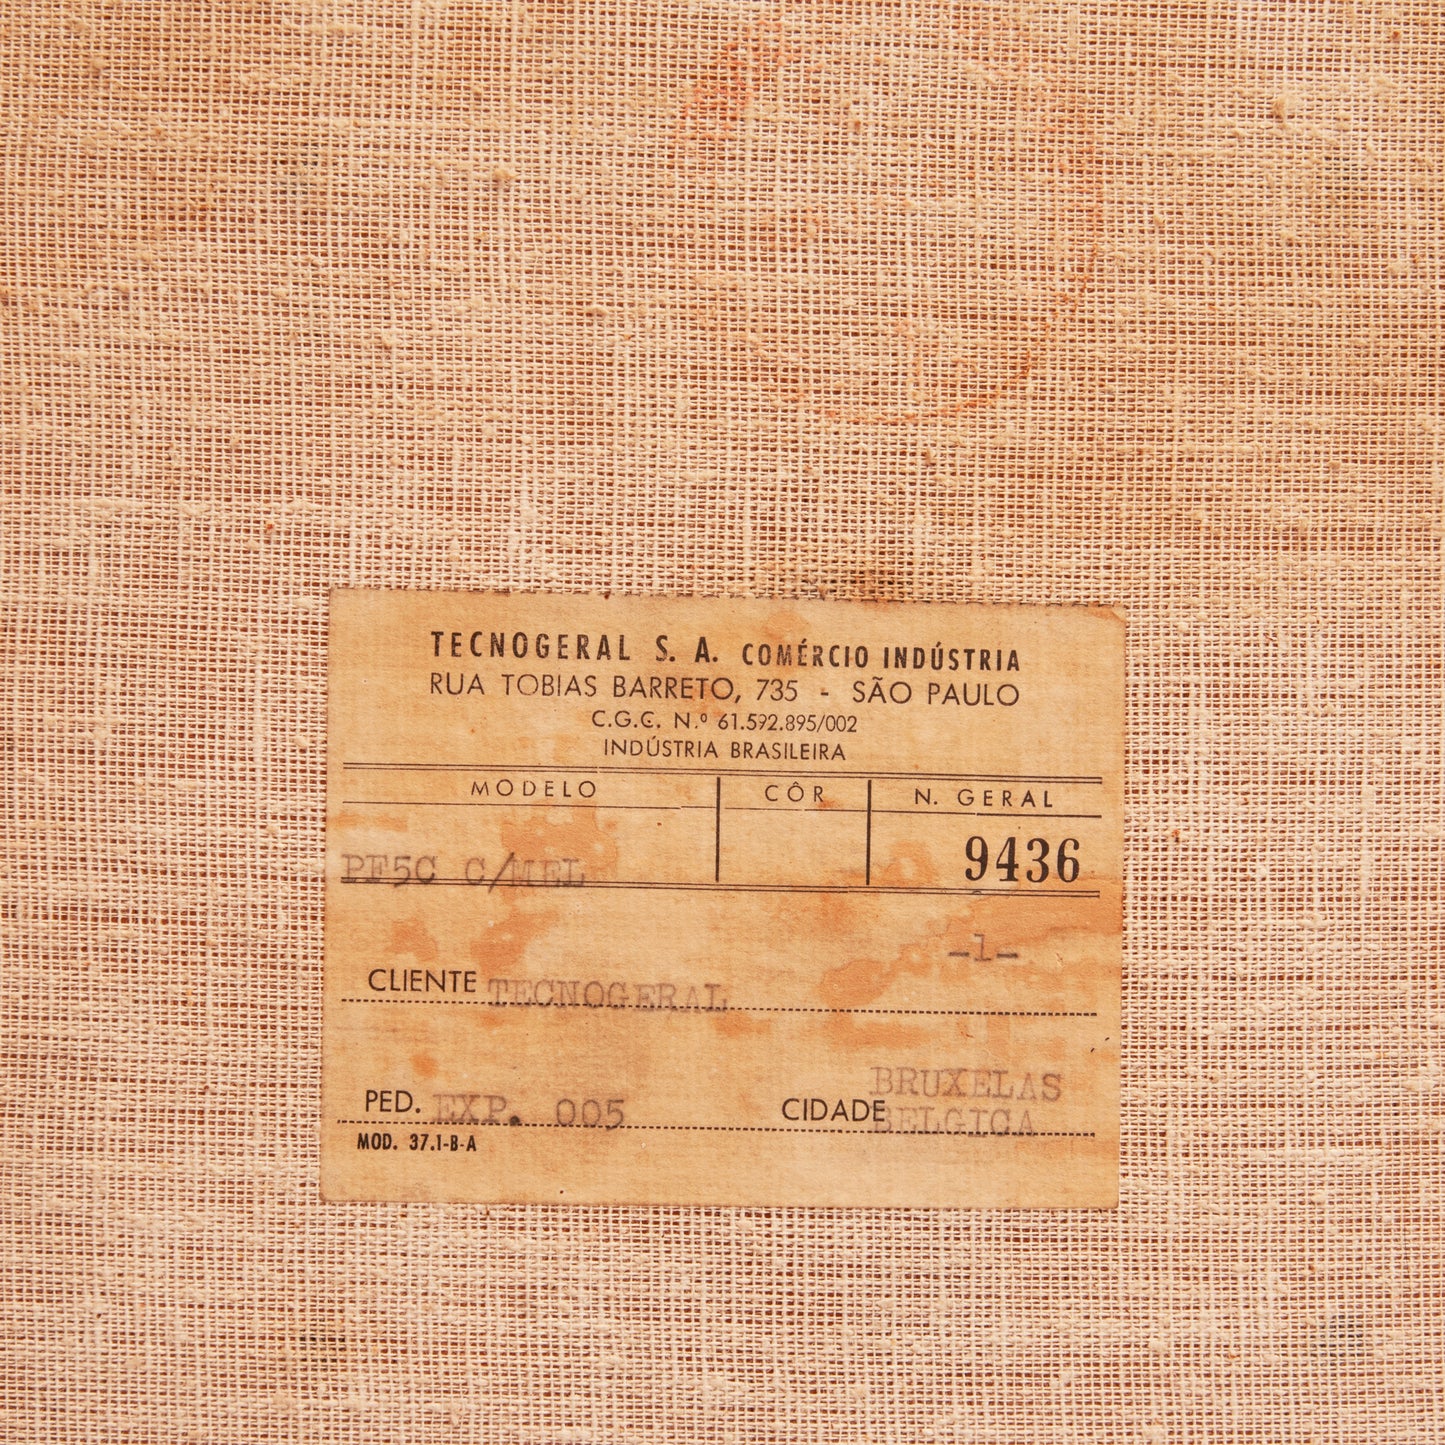 TECNOGERAL S. A. COMÉRCIO INDÚSTRIA
RUA TOBIAS BARRETO, 735 - SÃO PAULO
C.G.C. N.º 61.592.895/002
INDÚSTRIA BRASILEIRA
MODELO CÔR N. GERAL
PF5C C/MEL 9436
-1-
CLIENTE TECNOGERAL
BRUXELAS
PED. EXP. 005 CIDADE BELGICA
MOD. 37.1-B-A